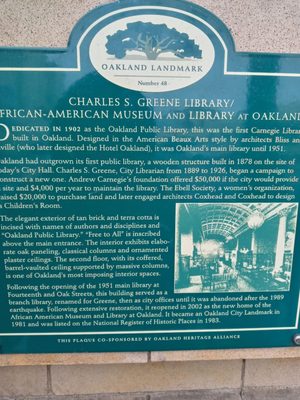 OAKLAND LANDMARK
Number 48
CHARLES S. GREENE LIBRARY/
FRICAN-AMERICAN MUSEUM AND LIBRARY AT OAKLAND
DEDICATED IN 1902 as the Oakland Public Library, this was the first Carnegie Librar
built in Oakland. Designed in the American Beaux Arts style by architects Bliss an
ville (who later designed the Hotel Oakland), it was Oakland's main library until 1951.
akland had outgrown its first public library, a wooden structure built in 1878 on the site of
oday's City Hall. Charles S. Greene, City Librarian from 1889 to 1926, began a campaign to
onstruct a new one. Andrew Carnegie's foundation offered $50,000 if the city would provide
site and $4,000 per year to maintain the library. The Ebell Society, a women's organization,
aised $20,000 to purchase land and later engaged architects Coxhead and Coxhead to design
Children's Room.
The elegant exterior of tan brick and terra cotta is
incised with names of authors and disciplines and
"Oakland Public Library." "Free to All" is inscribed
above the main entrance. The interior exhibits elabo-
rate oak paneling, classical columns and ornamented
plaster ceilings. The second floor, with its coffered,
barrel-vaulted ceiling supported by massive columns,
is one of Oakland's most imposing interior spaces.
Following the opening of the 1951 main library at
Fourteenth and Oak Streets, this building served as a
branch library, renamed for Greene, then as city offices until it was abandoned after the 1989
earthquake. Following extensive restoration, it reopened in 2002 as the new home of the
African American Museum and Library at Oakland. It became an Oakland City Landmark in
1981 and was listed on the National Register of Historic Places in 1983.
THIS PLAQUE CO-SPONSORED BY OAKLAND HERITAGE ALLIANCE